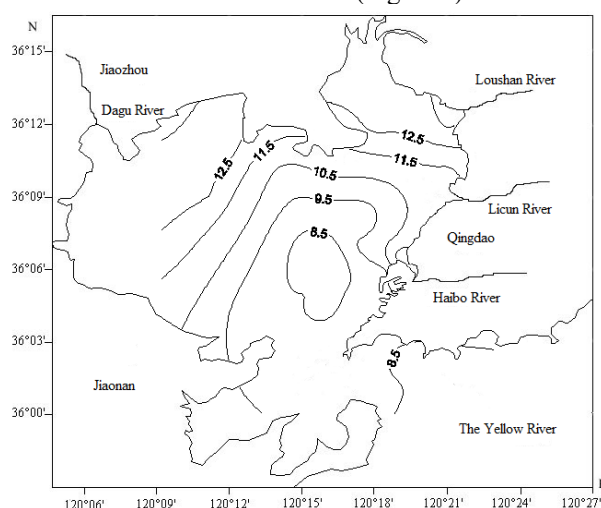 N
36°15'
Jiaozhou
Loushan River
Dagu River
36°12'
12.5
11.5
12.5
11.5
10.5
36°09'
9.5
Licun River
8.5
Qingdao
36°06'
Haibo River
36°03'
8.5
Jiaonan
36°00'
The Yellow River
120°06' 120°09' 120°12' 120°15' 120°18' 120°21' 120°24' 120°27'